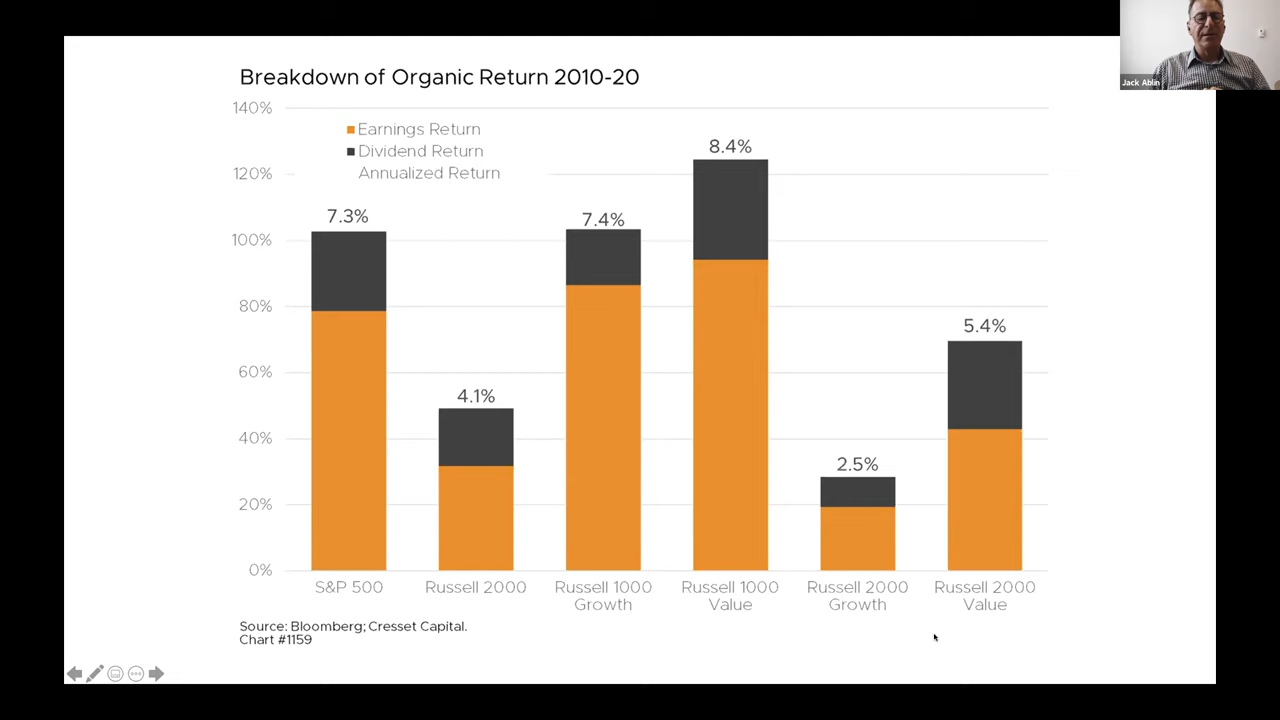 Jack Ablin
Breakdown of Organic Return 2010-20
140%
120%
100%
80%
60%
40%
20%
0%
Earnings Return
Dividend Return
Annualized Return
7.3%
4.1%
7.4%
8.4%
2.5%
5.4%
S&P 500
Russell 2000
Russell 1000
Growth
Russell 1000
Value
Russell 2000
Growth
Russell 2000
Value
Source: Bloomberg; Cresset Capital.
Chart #1159